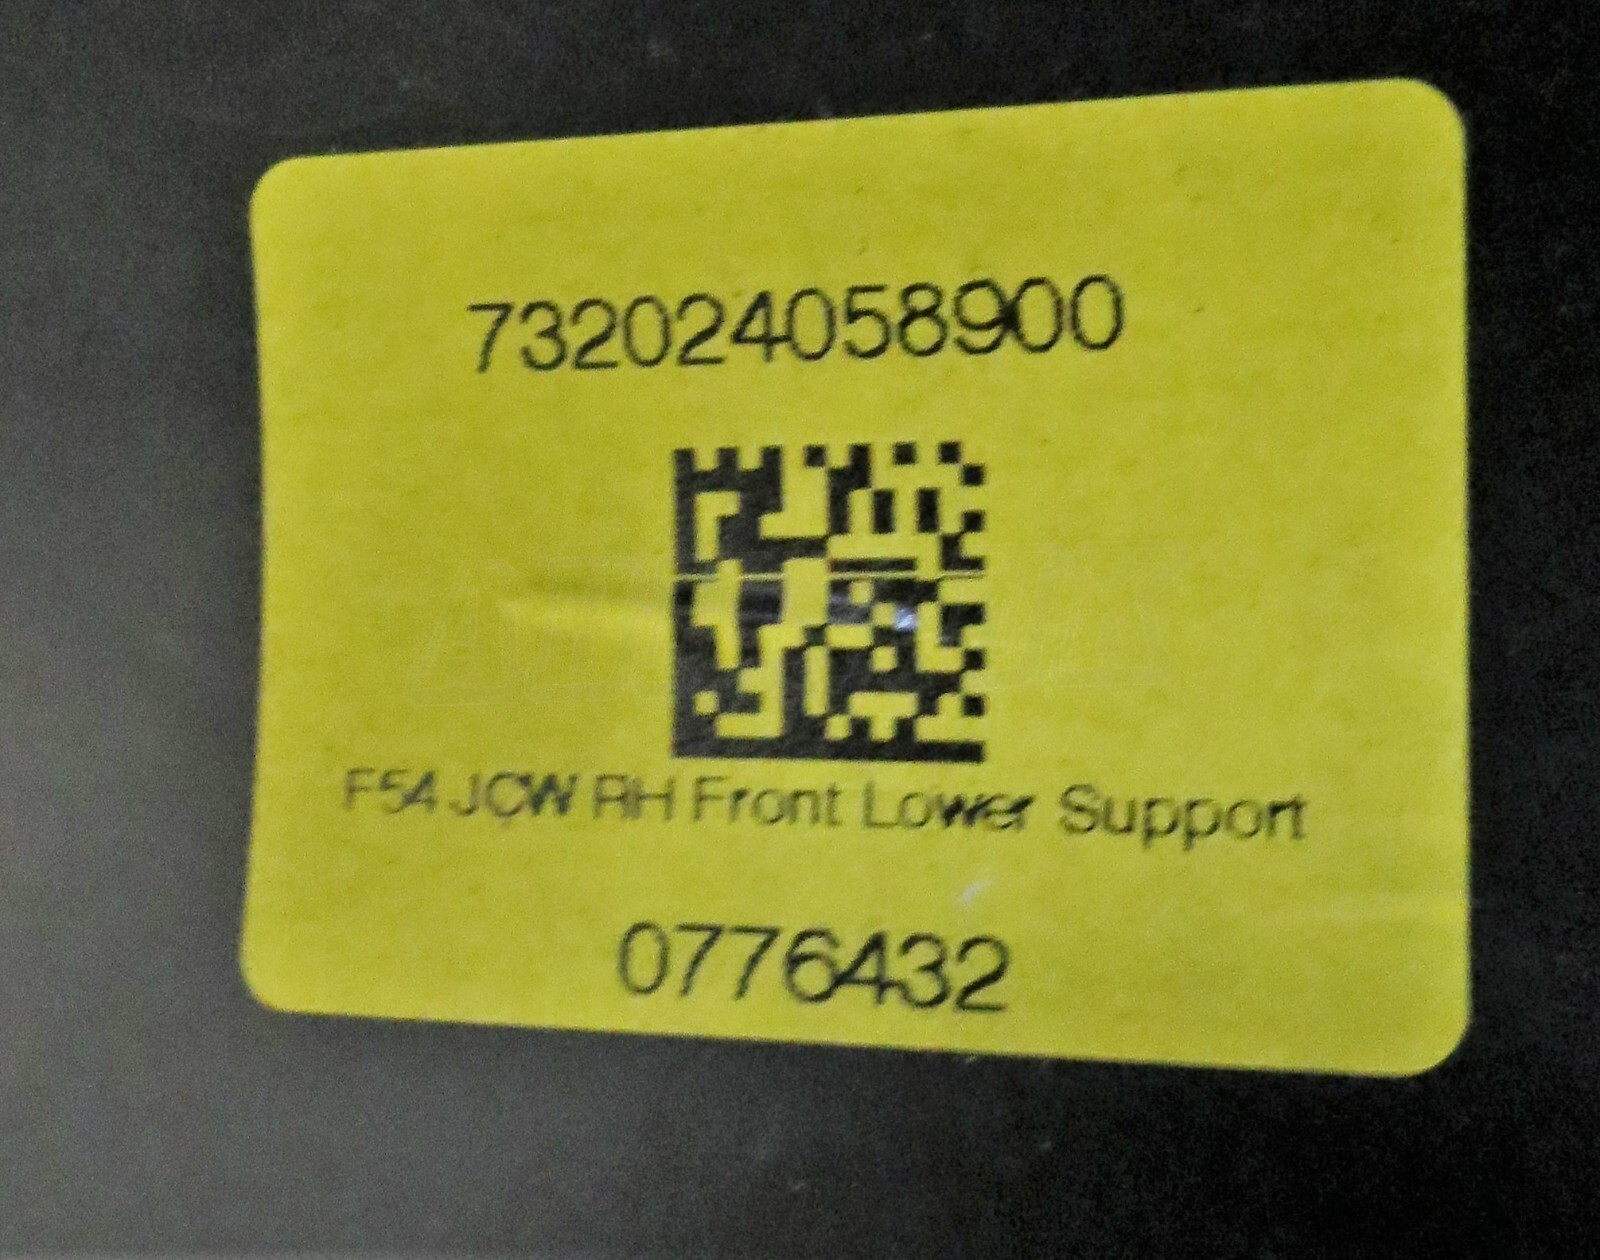 732024058900
F54 JCW RH Front Lower Support
0776432